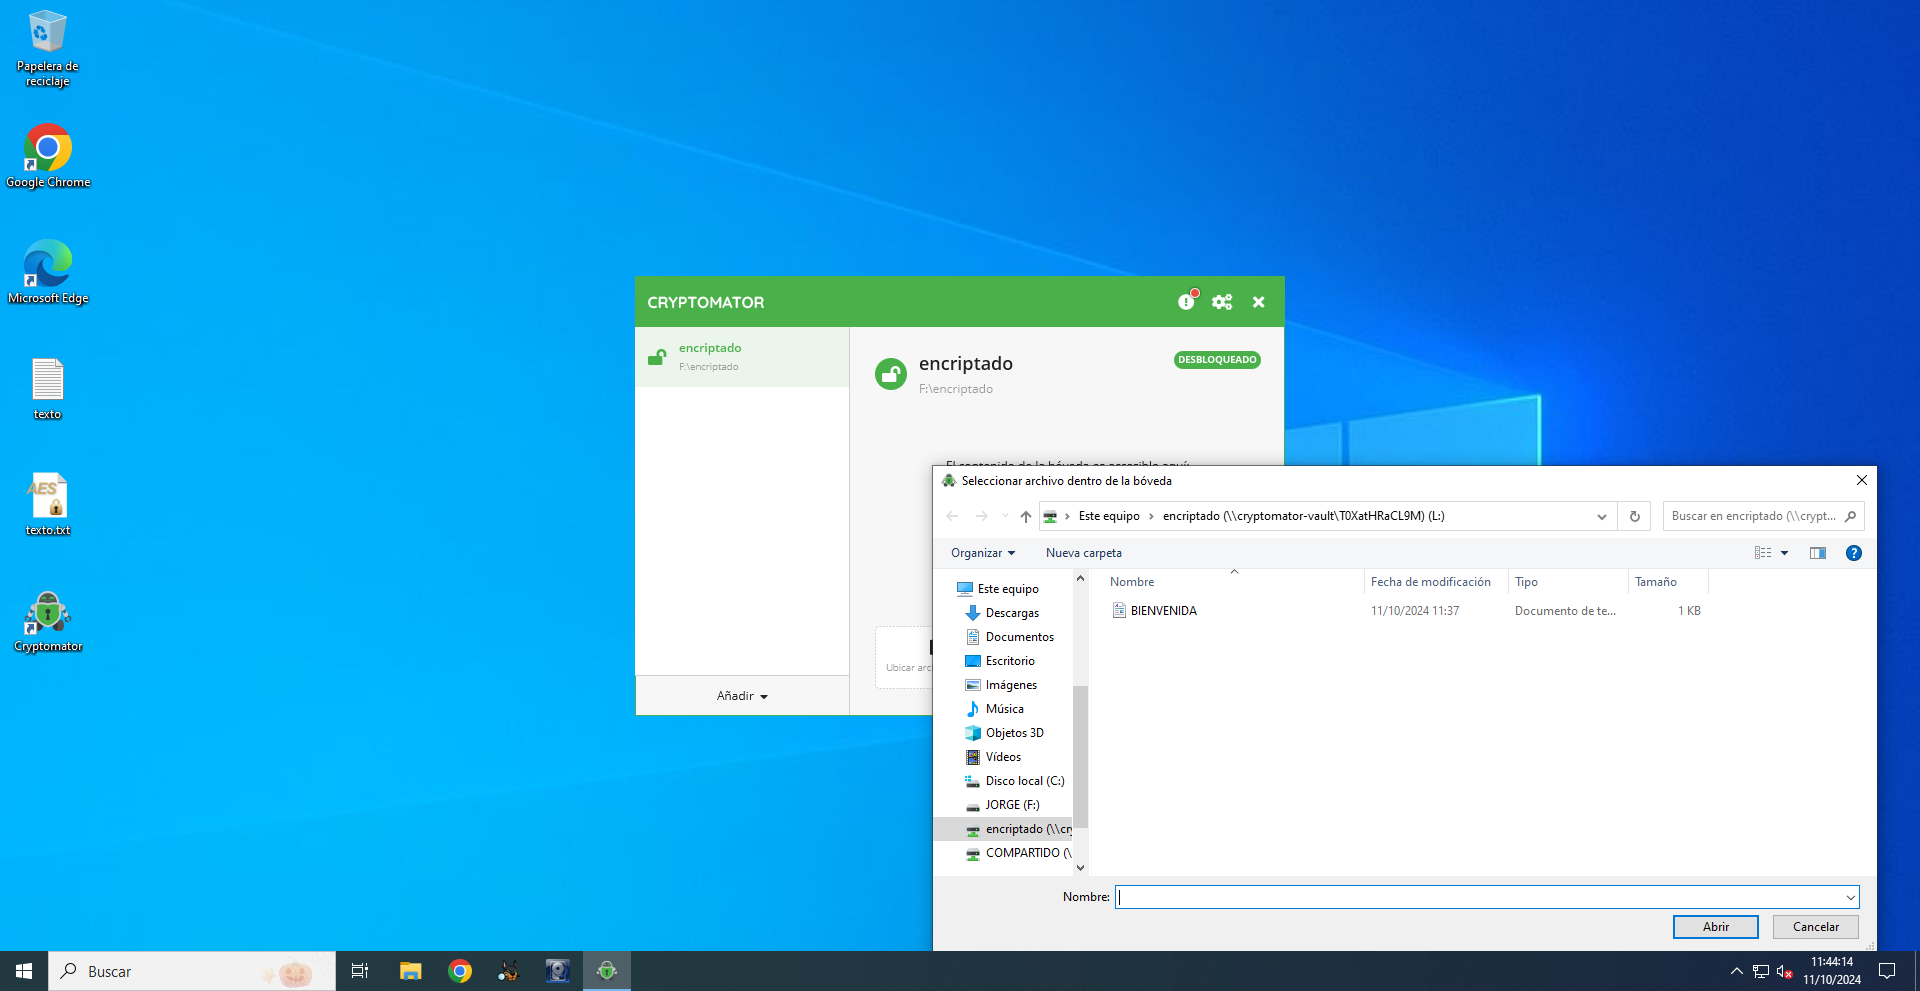 Papelera de
reciclaje
Google Chrome
Microsoft Edge
texto
AES
texto.txt
Cryptomator
CRYPTOMATOR
encriptado
F:\encriptado
encriptado
F:\encriptado
DESBLOQUEADO
El contenido de la bóveda es accesible aquí:
Ubicar arc
Añadir
Seleccionar archivo dentro de la bóveda
Este equipo
encriptado (\\cryptomator-vault\T0XatHRaCL9M) (L:)
Buscar en encriptado (\\crypt...
Organizar
Nueva carpeta
Este equipo
Descargas
Documentos
Escritorio
Imágenes
Música
Objetos 3D
Vídeos
Disco local (C:)
JORGE (F:)
encriptado (\\cry
COMPARTIDO (\
Nombre
Fecha de modificación
Tipo
Tamaño
BIENVENIDA
11/10/2024 11:37
Documento de te...
1 KB
Nombre:
Abrir
Cancelar
Buscar
11:44:14
11/10/2024